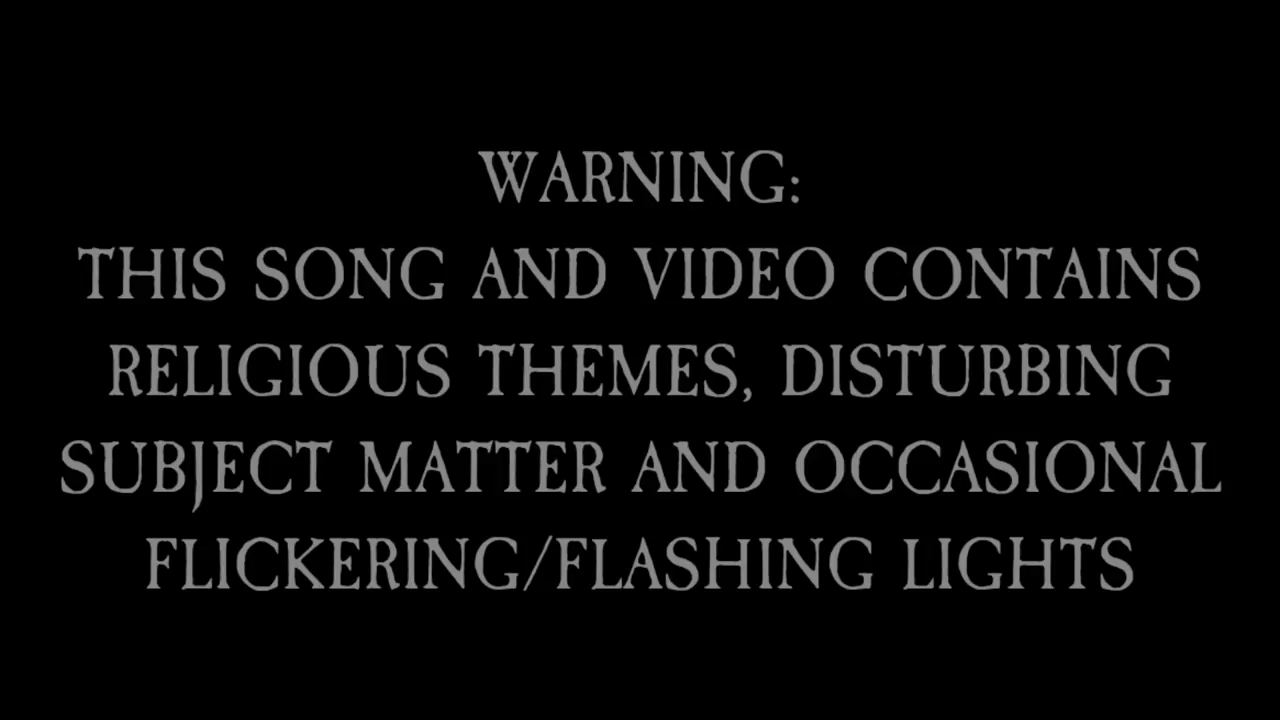 WARNING:
THIS SONG AND VIDEO CONTAINS
RELIGIOUS THEMES, DISTURBING
SUBJECT MATTER AND OCCASIONAL
FLICKERING/FLASHING LIGHTS